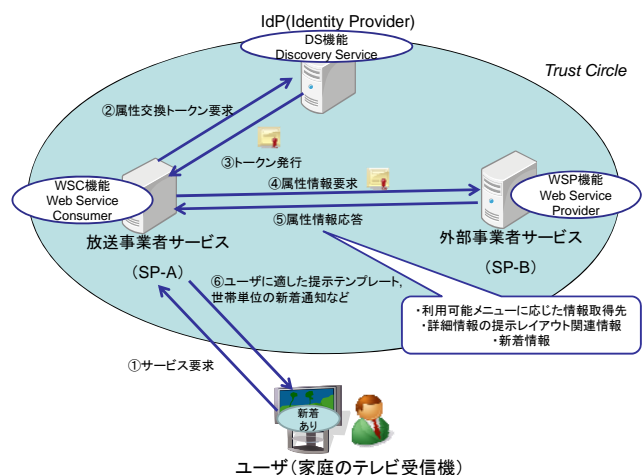 IdP(Identity Provider)
DS機能
Discovery Service
Trust Circle
②属性交換トークン要求
③トークン発行
④属性情報要求
WSC機能
Web Service
Consumer
WSP機能
Web Service
Provider
⑤属性情報応答
放送事業者サービス
(SP-A)
外部事業者サービス
(SP-B)
⑥ユーザに適した提示テンプレート,
世帯単位の新着通知など
・利用可能メニューに応じた情報取得先
・詳細情報の提示レイアウト関連情報
・新着情報
①サービス要求
新着
あり
ユーザ(家庭のテレビ受信機)